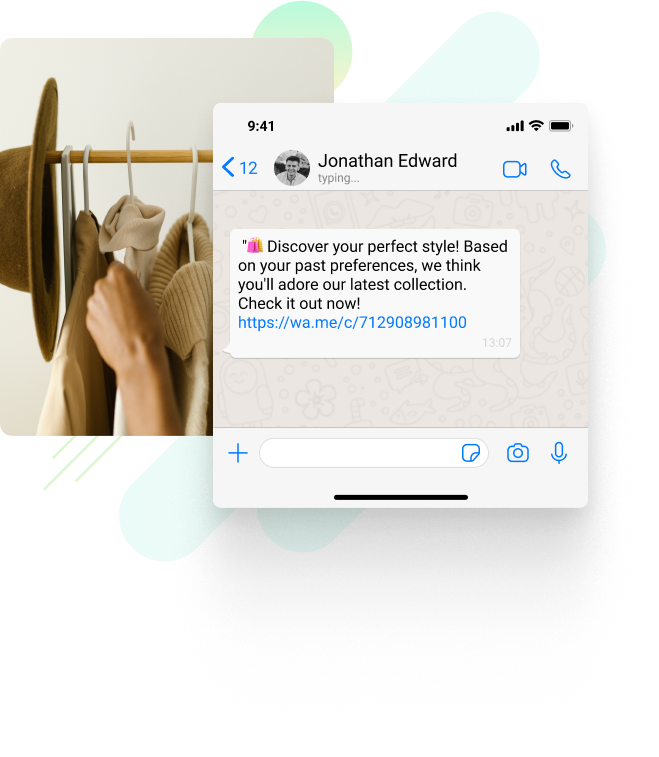 9:41
12
Jonathan Edward
typing...
"🛍️ Discover your perfect style! Based
on your past preferences, we think
you'll adore our latest collection.
Check it out now!
https://wa.me/c/712908981100
13:07